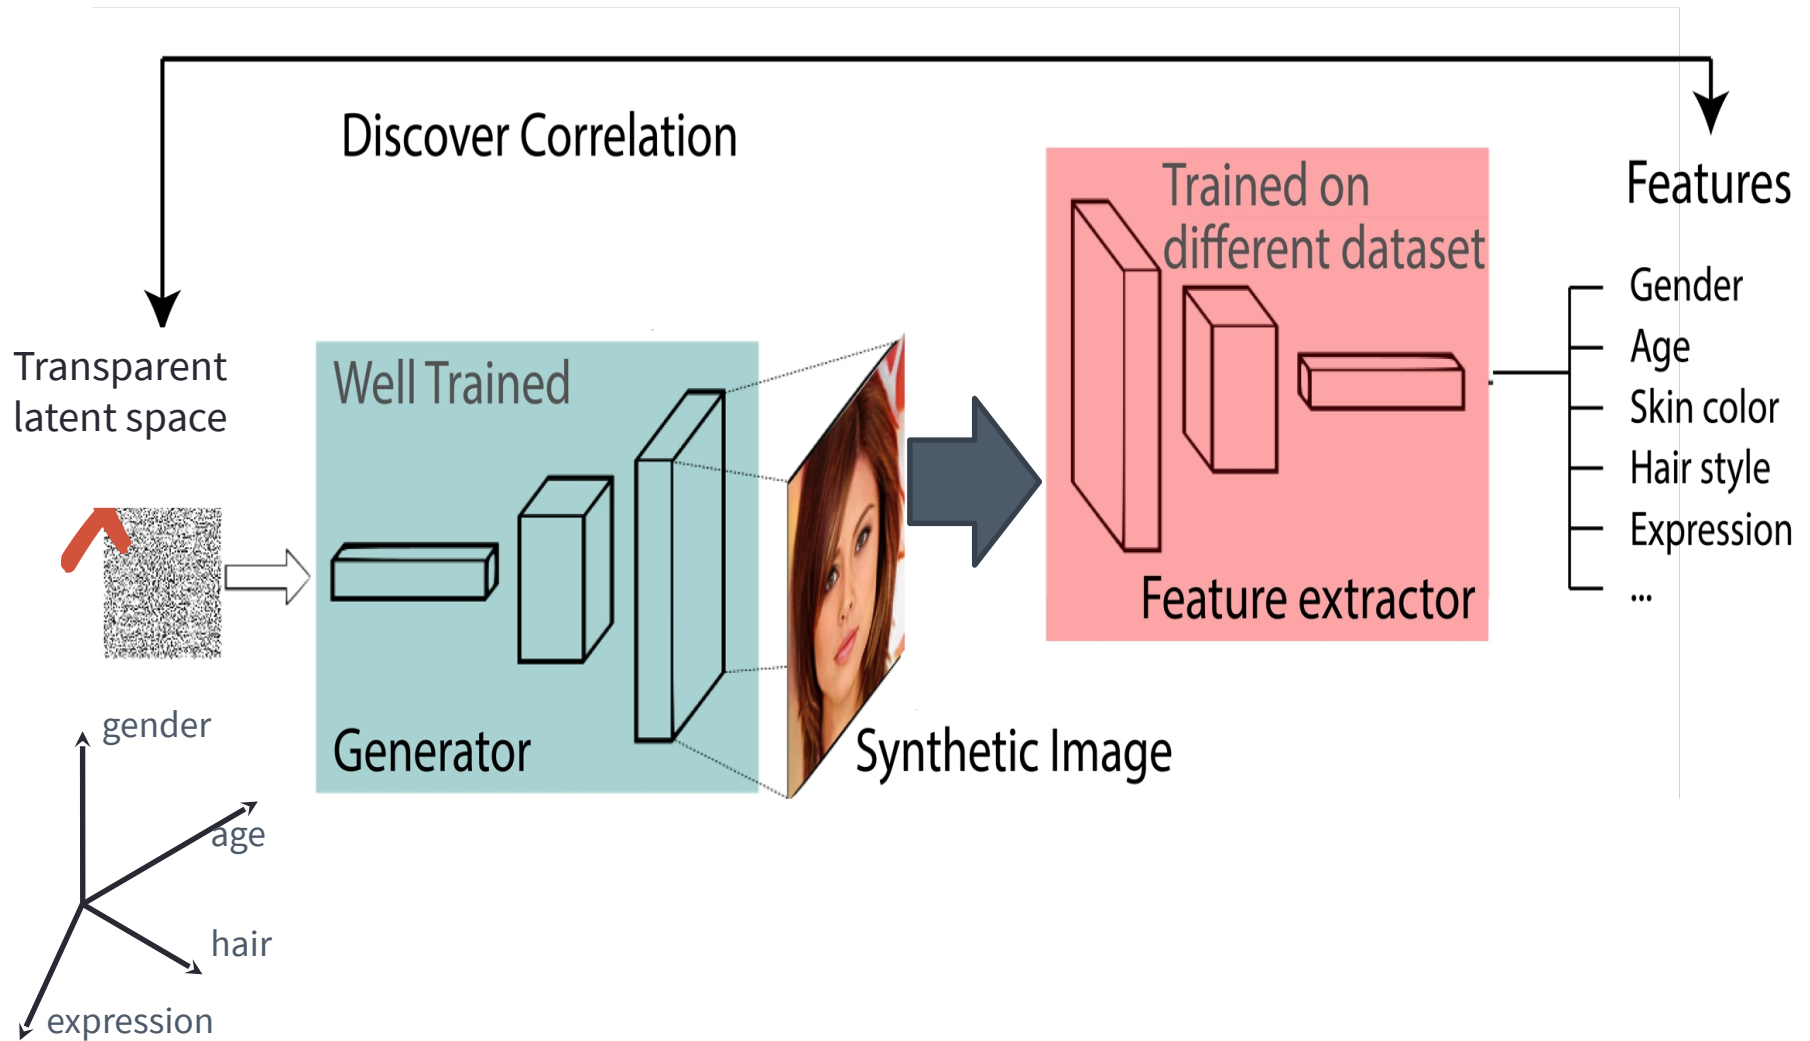 Discover Correlation
Trained on
different dataset
Features
Gender
Age
Skin color
Hair style
Expression
...
Feature extractor
Transparent
latent space
Well Trained
Generator
Synthetic Image
gender
age
hair
expression